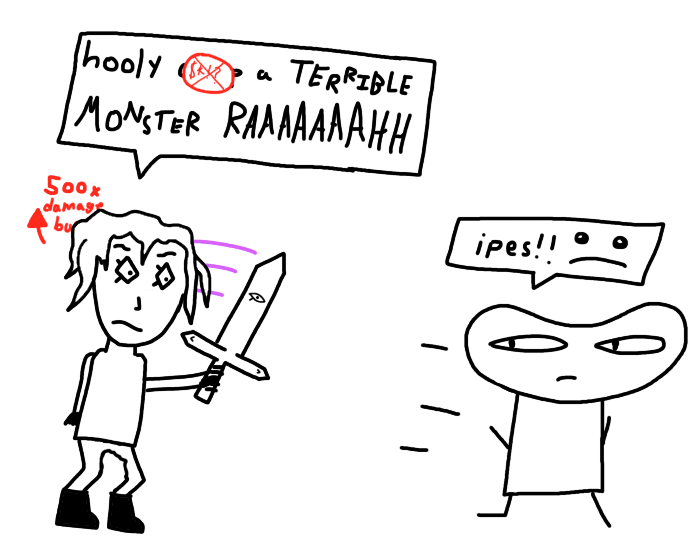 hooly a TERRIBLE
MONSTER RAAAAAAAHH
500x
damage
bu
ipes!!